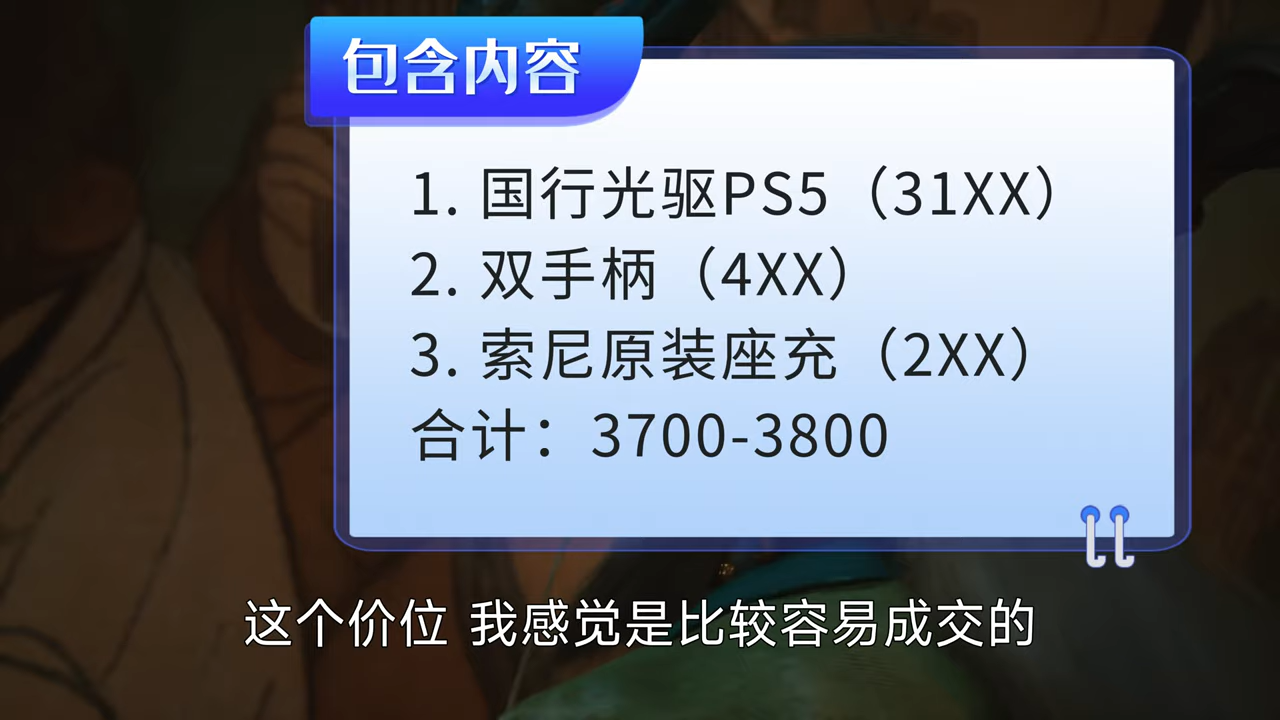 包含内容
1. 国行光驱PS5（31XX）
2. 双手柄（4XX）
3. 索尼原装座充（2XX）
合计：3700-3800
这个价位 我感觉是比较容易成交的